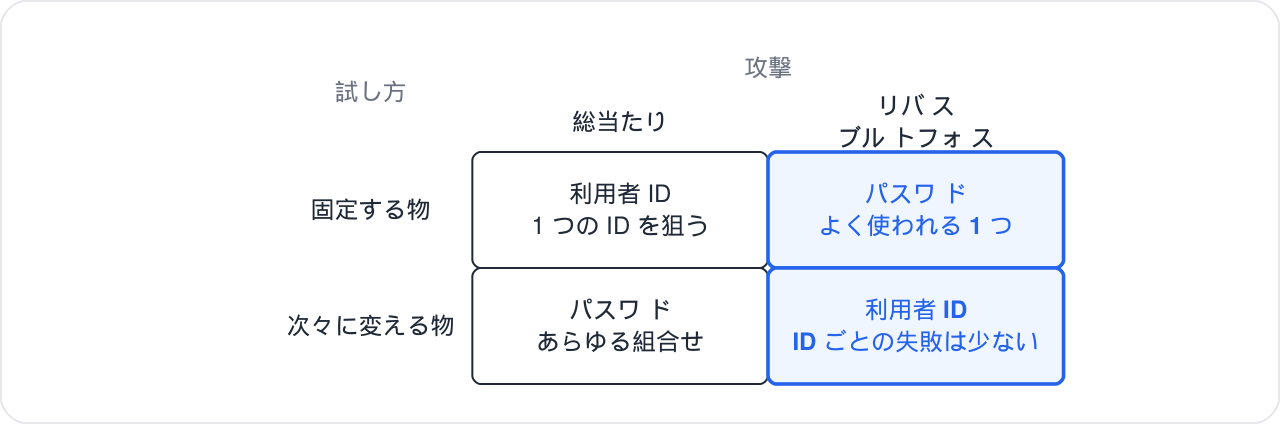 攻撃
試し方
総当たり
リバ ス
ブル トフォ ス
固定する物
利用者 ID
1 つの ID を狙う
パスワ ド
よく使われる 1 つ
次々に変える物
パスワ ド
あらゆる組合せ
利用者 ID
ID ごとの失敗は少ない